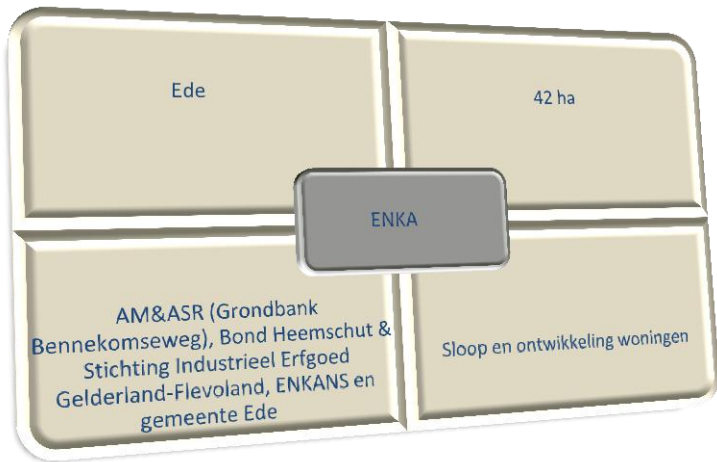 Ede
42 ha
ENKA
AM&ASR (Grondbank
Bennekomseweg), Bond Heemschut &
Stichting Industrieel Erfgoed
Gelderland-Flevoland, ENKANS en
gemeente Ede
Sloop en ontwikkeling woningen